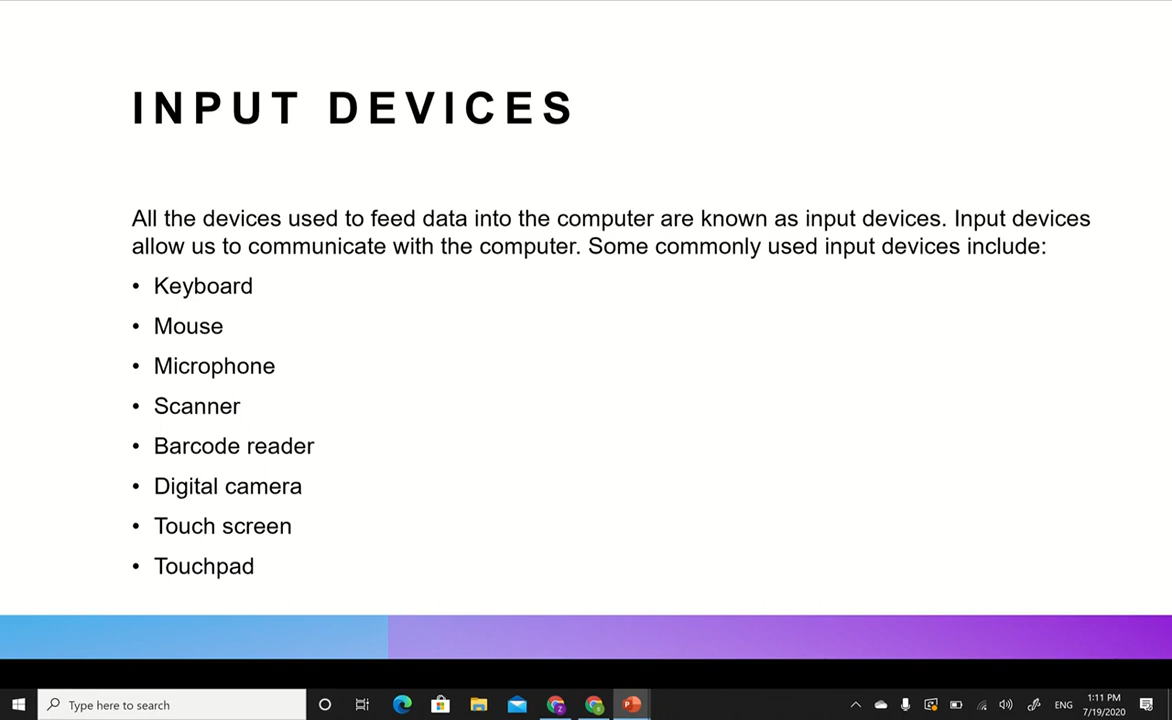 INPUT DEVICES
All the devices used to feed data into the computer are known as input devices. Input devices
allow us to communicate with the computer. Some commonly used input devices include:
• Keyboard
• Mouse
• Microphone
• Scanner
• Barcode reader
• Digital camera
• Touch screen
• Touchpad
Type here to search
ENG
1:11 PM
7/19/2020